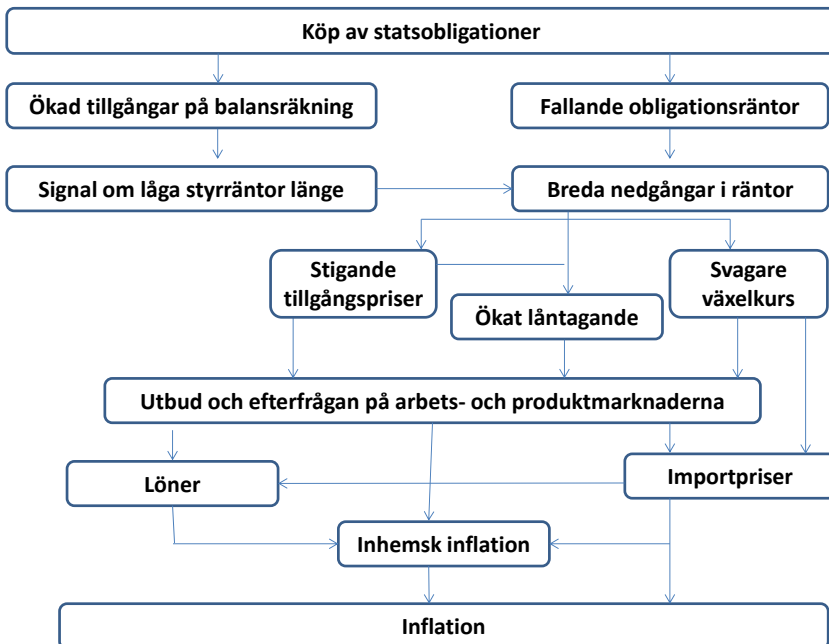 Köp av statsobligationer
Ökad tillgångar på balansräkning
Fallande obligationsräntor
Signal om låga styrräntor länge
Breda nedgångar i räntor
Stigande
tillgångspriser
Svagare
växelkurs
Ökat låntagande
Utbud och efterfrågan på arbets- och produktmarknaderna
Löner
Importpriser
Inhemsk inflation
Inflation